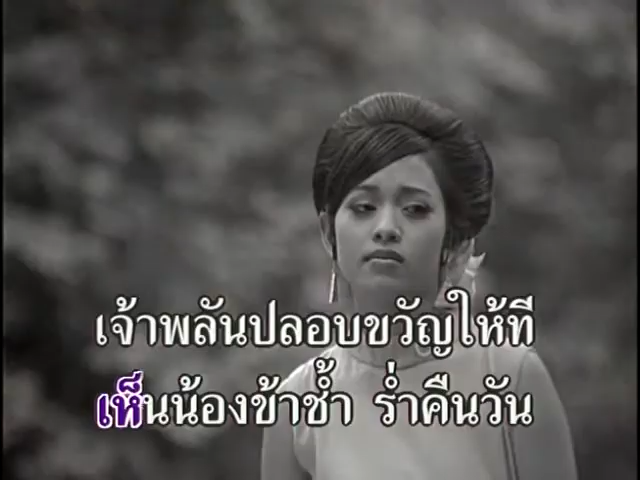 เจ้าพลันปลอบขวัญให้ที
เห็นน้องข้าช้ำ ร่ำคืนวัน